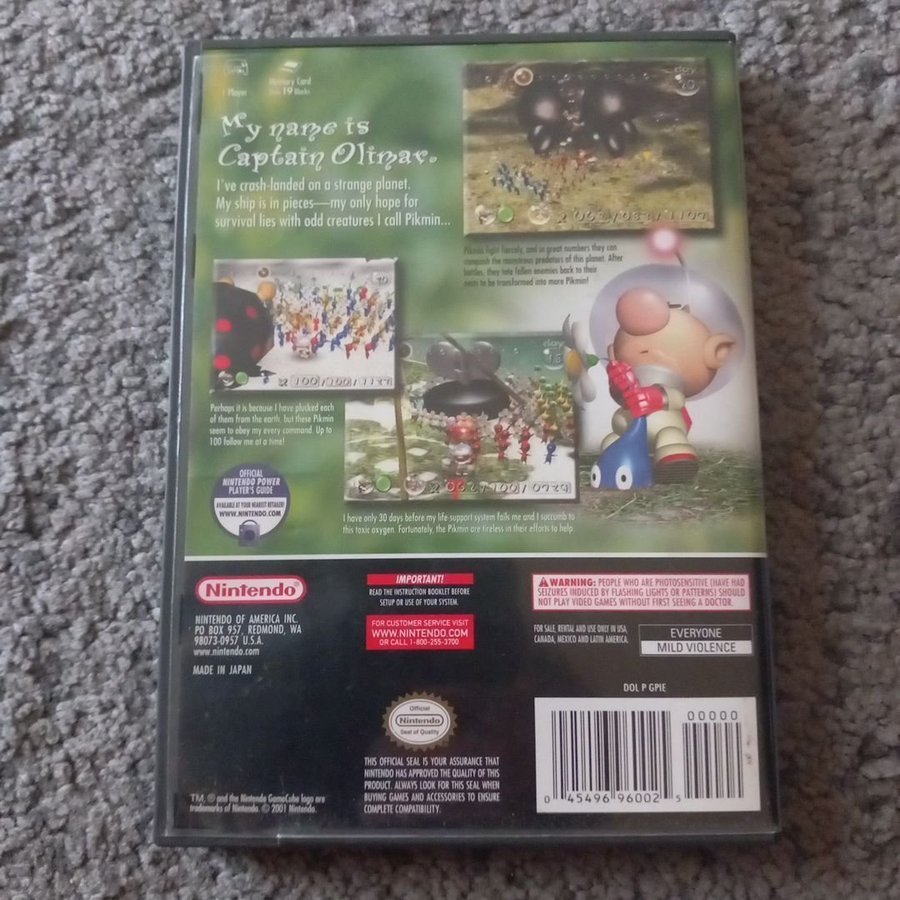 1 Player
Memory Card
19 Blocks
My name is
Captain Olimar.
I've crash-landed on a strange planet.
My ship is in pieces—my only hope for
survival lies with odd creatures I call Pikmin...
Pikmin fight fiercely, and in great numbers they can
conquer the monstrous predators of this planet. After
battles, they tote fallen enemies back to their
nests to be transformed into more Pikmin!
Perhaps it is because I have plucked each
of them from the earth, but these Pikmin
seem to obey my every command. Up to
100 follow me at a time!
day
OFFICIAL
NINTENDO POWER
PLAYER'S GUIDE
AVAILABLE AT YOUR NEAREST RETAILER!
WWW.NINTENDO.COM
I have only 30 days before my life-support system fails me and I succumb to
this toxic oxygen. Fortunately, the Pikmin are tireless in their efforts to help
Nintendo
NINTENDO OF AMERICA INC.
PO BOX 957, REDMOND, WA
98073-0957 U.S.A.
www.nintendo.com
MADE IN JAPAN
IMPORTANT!
READ THE INSTRUCTION BOOKLET BEFORE
SETUP OR USE OF YOUR SYSTEM.
FOR CUSTOMER SERVICE VISIT
WWW.NINTENDO.COM
OR CALL 1-800-255-3700
WARNING: PEOPLE WHO ARE PHOTOSENSITIVE (HAVE HAD
SEIZURES INDUCED BY FLASHING LIGHTS OR PATTERNS) SHOULD
NOT PLAY VIDEO GAMES WITHOUT FIRST SEEING A DOCTOR.
FOR SALE, RENTAL AND USE ONLY IN USA,
CANADA, MEXICO AND LATIN AMERICA.
EVERYONE
MILD VIOLENCE
DOL P GPIE
Official
Nintendo
Seal of Quality
THIS OFFICIAL SEAL IS YOUR ASSURANCE THAT
NINTENDO HAS APPROVED THE QUALITY OF THIS
PRODUCT. ALWAYS LOOK FOR THIS SEAL WHEN
BUYING GAMES AND ACCESSORIES TO ENSURE
COMPLETE COMPATIBILITY.
TM, ® and the Nintendo GameCube logo are
trademarks of Nintendo. © 2001 Nintendo.
00000
0 45496 96002 5